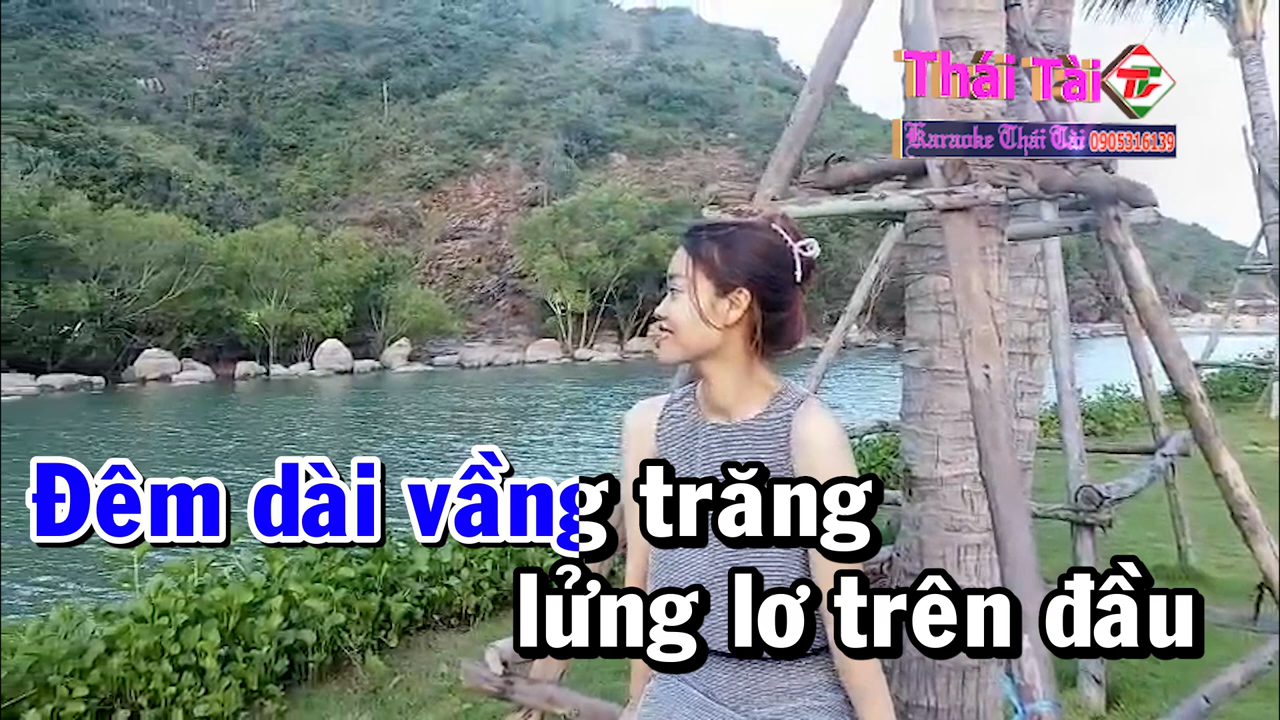 Thái Tài
Karaoke Thái Tài 0905316139
Đêm dài vầng trăng
lửng lơ trên đầu